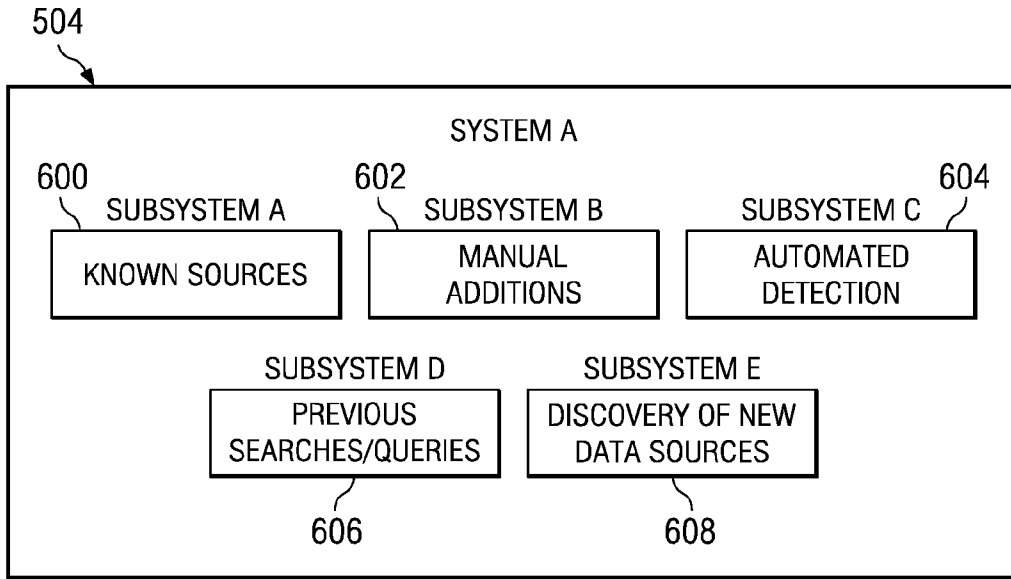 504
SYSTEM A
600
SUBSYSTEM A
KNOWN SOURCES
602
SUBSYSTEM B
MANUAL
ADDITIONS
604
SUBSYSTEM C
AUTOMATED
DETECTION
SUBSYSTEM D
PREVIOUS
SEARCHES/QUERIES
606
SUBSYSTEM E
DISCOVERY OF NEW
DATA SOURCES
608